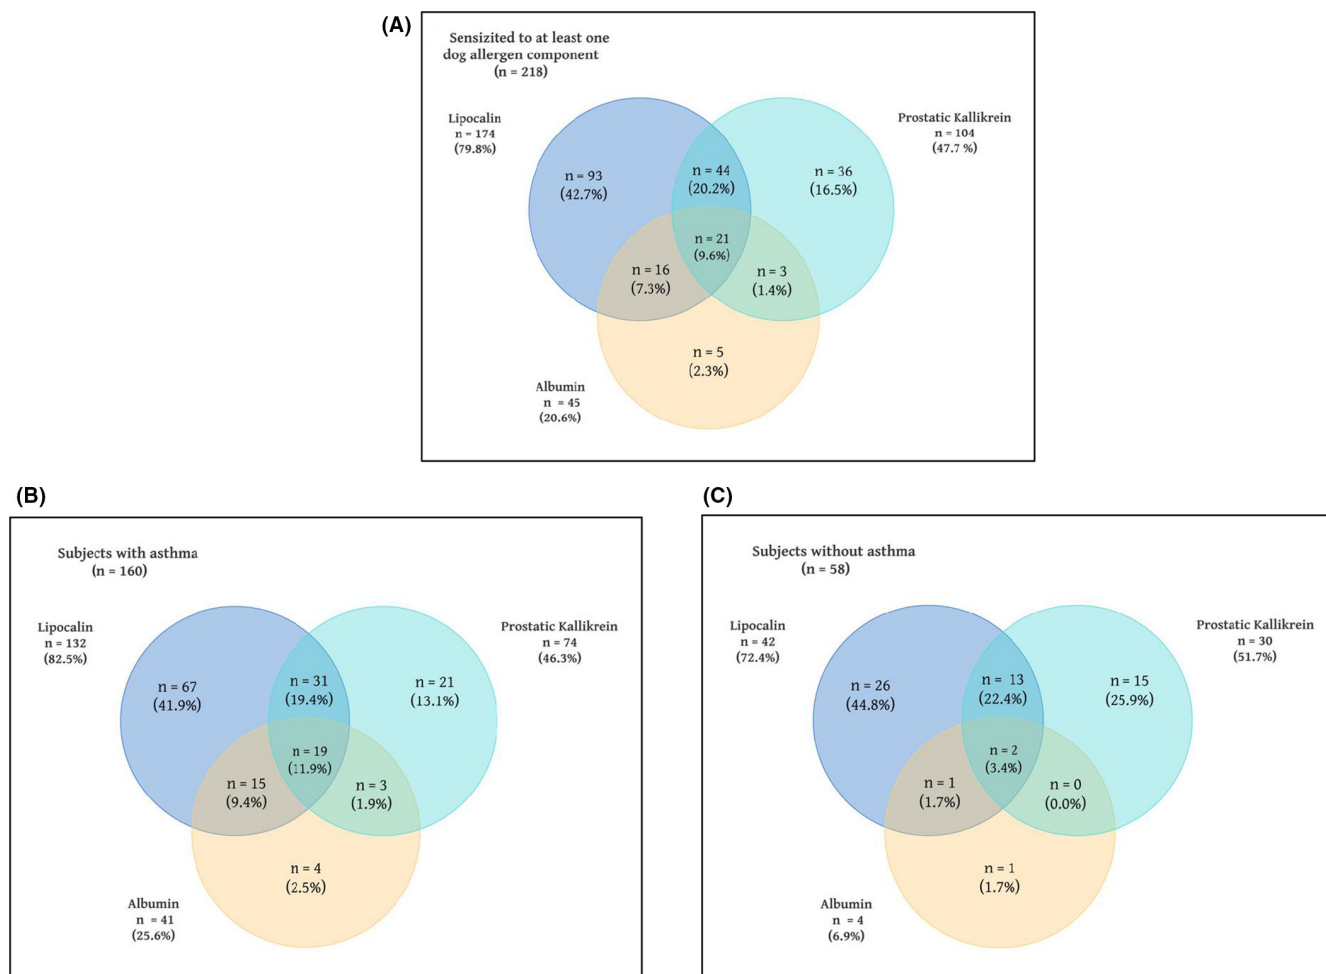 (A)
Sensizited to at least one
dog allergen component
(n = 218)
Lipocalin
n = 174
(79.8%)
Prostatic Kallikrein
n = 104
(47.7 %)
n = 93
(42.7%)
n = 44
(20.2%)
n = 36
(16.5%)
n = 21
(9.6%)
n = 16
(7.3%)
n = 3
(1.4%)
n = 5
(2.3%)
Albumin
n = 45
(20.6%)
(B)
Subjects with asthma
(n = 160)
Lipocalin
n = 132
(82.5%)
Prostatic Kallikrein
n = 74
(46.3%)
n = 67
(41.9%)
n = 31
(19.4%)
n = 21
(13.1%)
n = 19
(11.9%)
n = 15
(9.4%)
n = 3
(1.9%)
n = 4
(2.5%)
Albumin
n = 41
(25.6%)
(C)
Subjects without asthma
(n = 58)
Lipocalin
n = 42
(72.4%)
Prostatic Kallikrein
n = 30
(51.7%)
n = 26
(44.8%)
n = 13
(22.4%)
n = 15
(25.9%)
n = 2
(3.4%)
n = 1
(1.7%)
n = 0
(0.0%)
n = 1
(1.7%)
Albumin
n = 4
(6.9%)